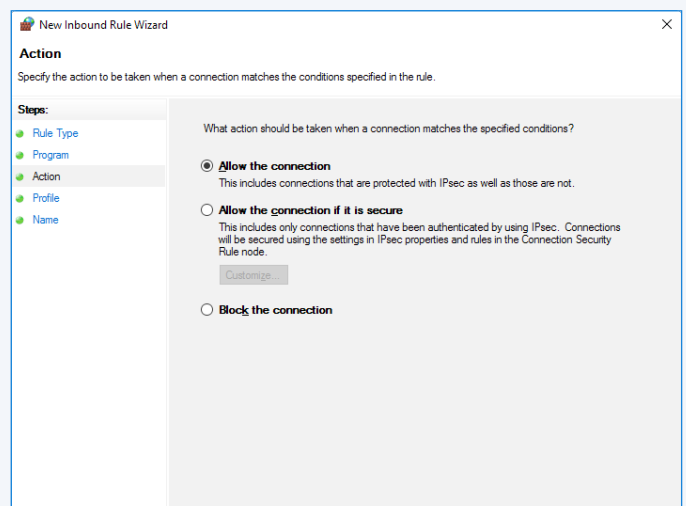 New Inbound Rule Wizard
Action
Specify the action to be taken when a connection matches the conditions specified in the rule.
Steps:
Rule Type
Program
Action
Profile
Name
What action should be taken when a connection matches the specified conditions?
Allow the connection
This includes connections that are protected with IPsec as well as those are not.
Allow the connection if it is secure
This includes only connections that have been authenticated by using IPsec. Connections
will be secured using the settings in IPsec properties and rules in the Connection Security
Rule node.
Customize...
Block the connection